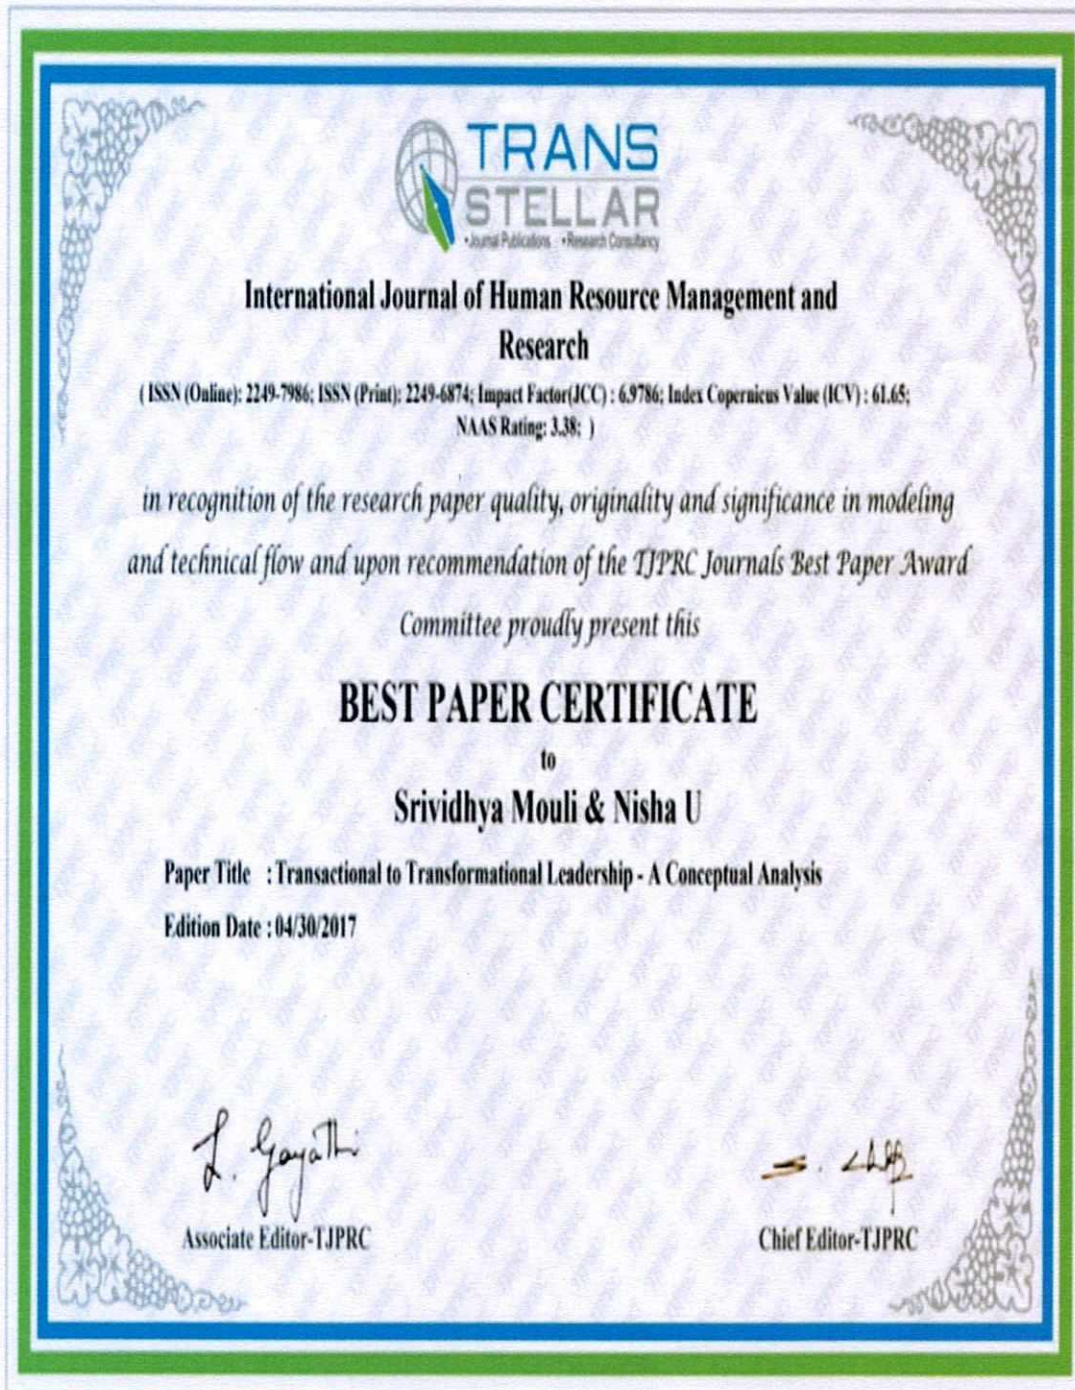 TRANS
STELLAR
•Journal Publications •Research Consultancy
International Journal of Human Resource Management and
Research
( ISSN (Online): 2249-7986; ISSN (Print): 2249-6874; Impact Factor(JCC) : 6.9786; Index Copernicus Value (ICV) : 61.65;
NAAS Rating: 3.38; )
in recognition of the research paper quality, originality and significance in modeling
and technical flow and upon recommendation of the TJPRC Journals Best Paper Award
Committee proudly present this
BEST PAPER CERTIFICATE
to
Srividhya Mouli & Nisha U
Paper Title : Transactional to Transformational Leadership - A Conceptual Analysis
Edition Date : 04/30/2017
L. Gayathi
Associate Editor-TJPRC
Chief Editor-TJPRC